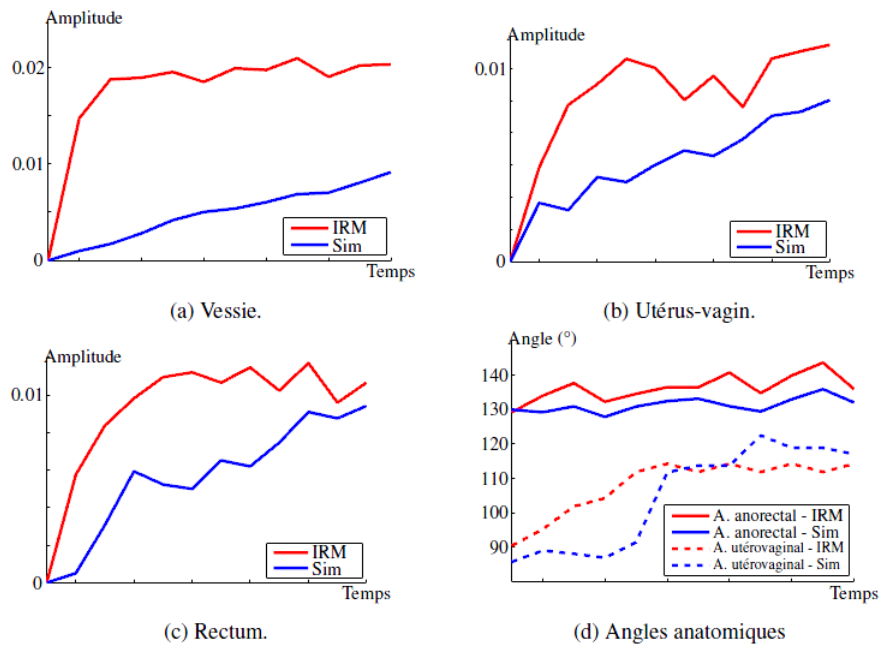 Amplitude
0.02
0.01
0
IRM
Sim
Temps
(a) Vessie.
Amplitude
0.01
0
IRM
Sim
Temps
(b) Utérus-vagin.
Amplitude
0.01
0
IRM
Sim
Temps
(c) Rectum.
Angle (°)
140
130
120
110
100
90
A. anorectal - IRM
A. anorectal - Sim
A. utérovaginal - IRM
A. utérovaginal - Sim
Temps
(d) Angles anatomiques